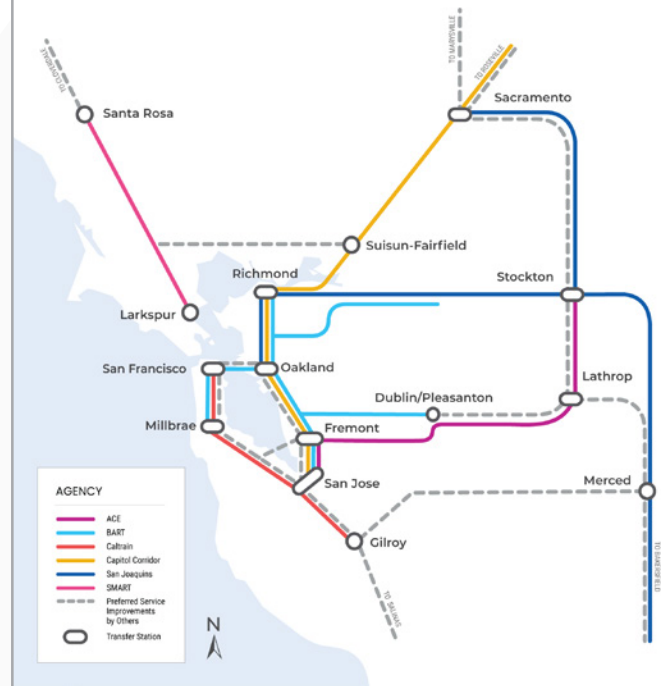 TO CLOVERDALE
TO MARYSVILLE
TO ROSEVILLE
Sacramento
Santa Rosa
Suisun-Fairfield
Richmond
Stockton
Larkspur
San Francisco
Oakland
Lathrop
Dublin/Pleasanton
Millbrae
Fremont
San Jose
Merced
Gilroy
TO SALINAS
TO BAKERSFIELD
AGENCY
ACE
BART
Caltrain
Capitol Corridor
San Joaquins
SMART
Preferred Service
Improvements
by Others
Transfer Station
N